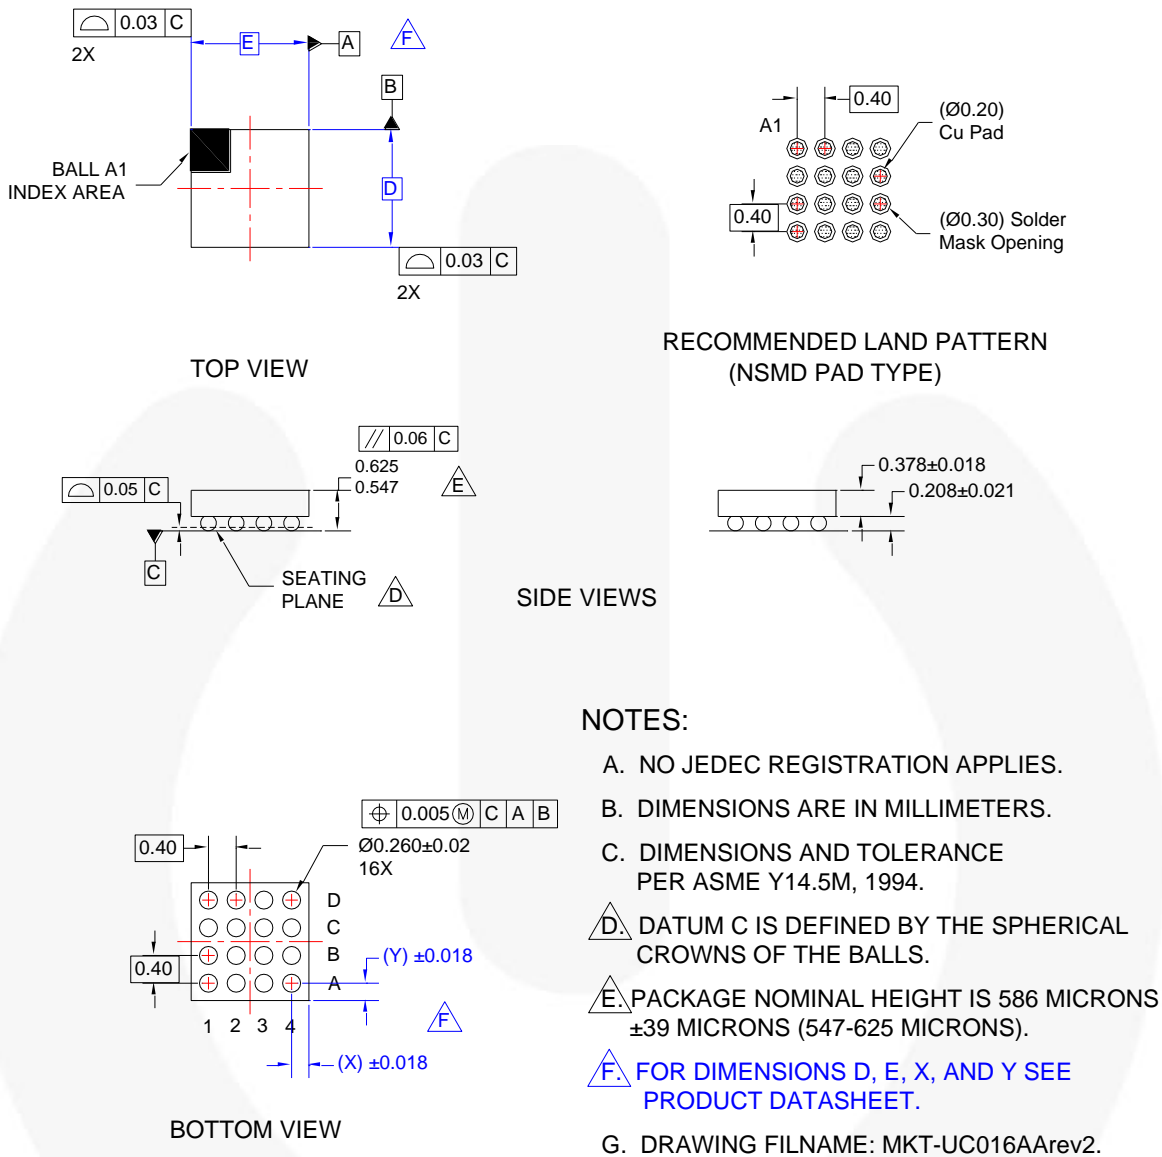 0.03 C
2X
E
A
F
B
BALL A1
INDEX AREA
D
0.03 C
2X
TOP VIEW
0.40
A1
(Ø0.20)
Cu Pad
0.40
(Ø0.30) Solder
Mask Opening
RECOMMENDED LAND PATTERN
(NSMD PAD TYPE)
// 0.06 C
0.625
0.547
E
0.05 C
C
SEATING
PLANE
D
0.378±0.018
0.208±0.021
SIDE VIEWS
0.005 Ⓜ C A B
Ø0.260±0.02
16X
0.40
D
C
B
A
0.40
(Y) ±0.018
1 2 3 4
F
(X) ±0.018
BOTTOM VIEW
NOTES:
A. NO JEDEC REGISTRATION APPLIES.
B. DIMENSIONS ARE IN MILLIMETERS.
C. DIMENSIONS AND TOLERANCE
PER ASME Y14.5M, 1994.
D. DATUM C IS DEFINED BY THE SPHERICAL
CROWNS OF THE BALLS.
E. PACKAGE NOMINAL HEIGHT IS 586 MICRONS
±39 MICRONS (547-625 MICRONS).
F. FOR DIMENSIONS D, E, X, AND Y SEE
PRODUCT DATASHEET.
G. DRAWING FILNAME: MKT-UC016AArev2.